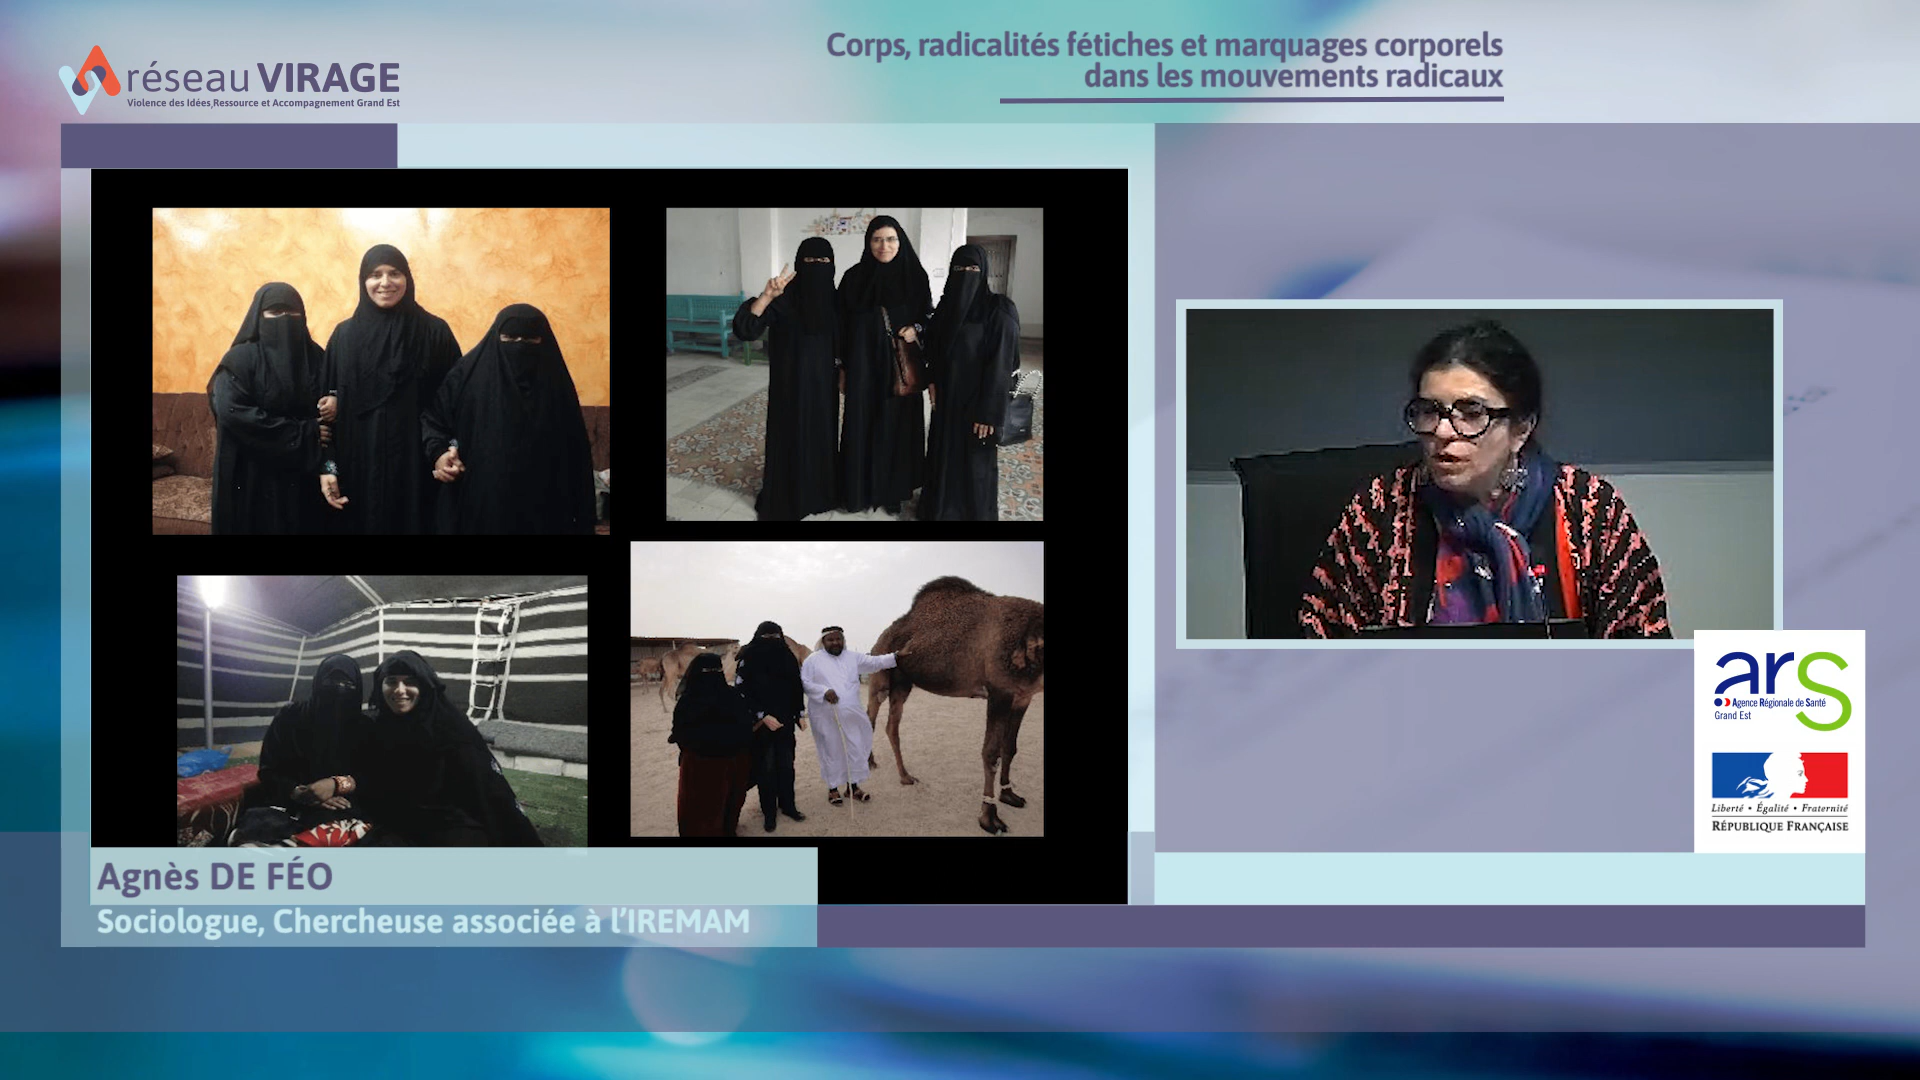 réseau VIRAGE
Violence des Idées,Ressource et Accompagnement Grand Est
Corps, radicalités fétiches et marquages corporels
dans les mouvements radicaux
Agnès DE FÉO
Sociologue, Chercheuse associée à l’IREMAM
ars
Agence Régionale de Santé
Grand Est
Liberté • Égalité • Fraternité
RÉPUBLIQUE FRANÇAISE